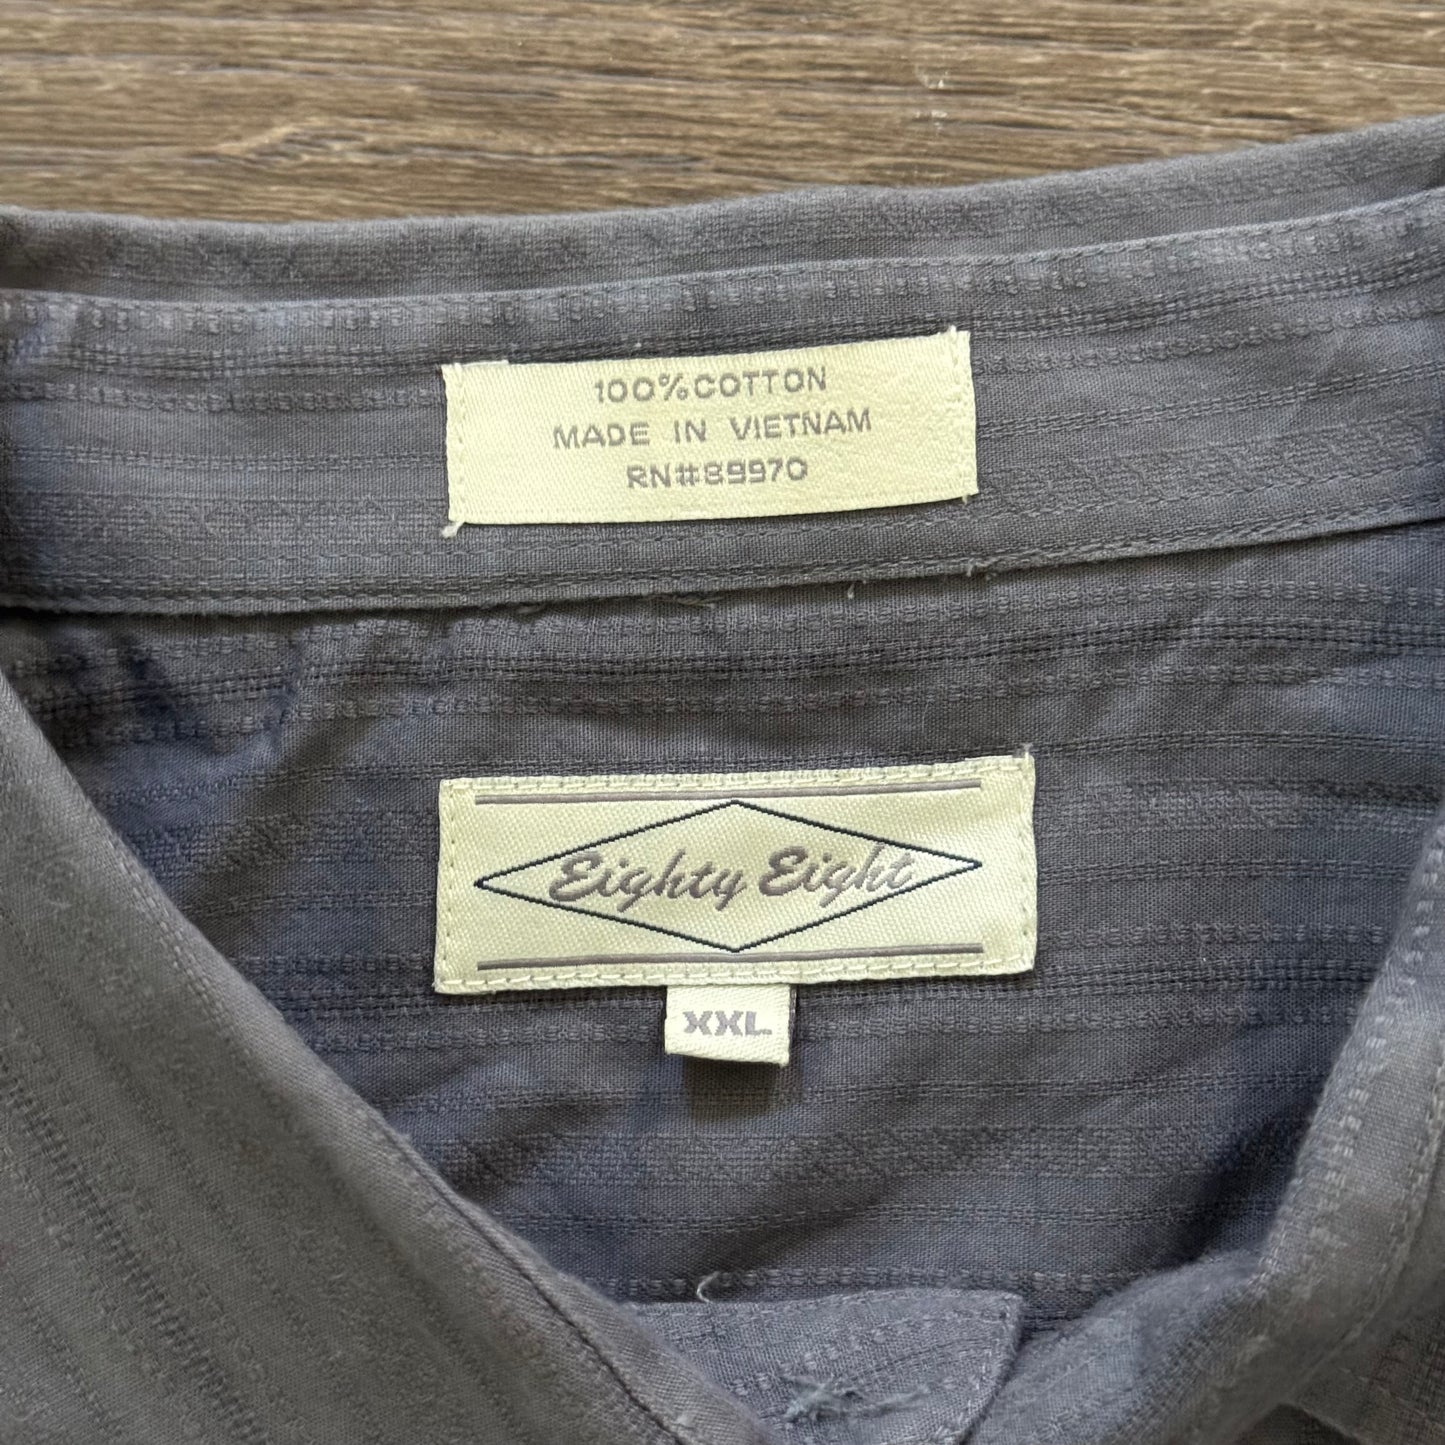 100%COTTON
MADE IN VIETNAM
RN#89970
Eighty Eight
XXL